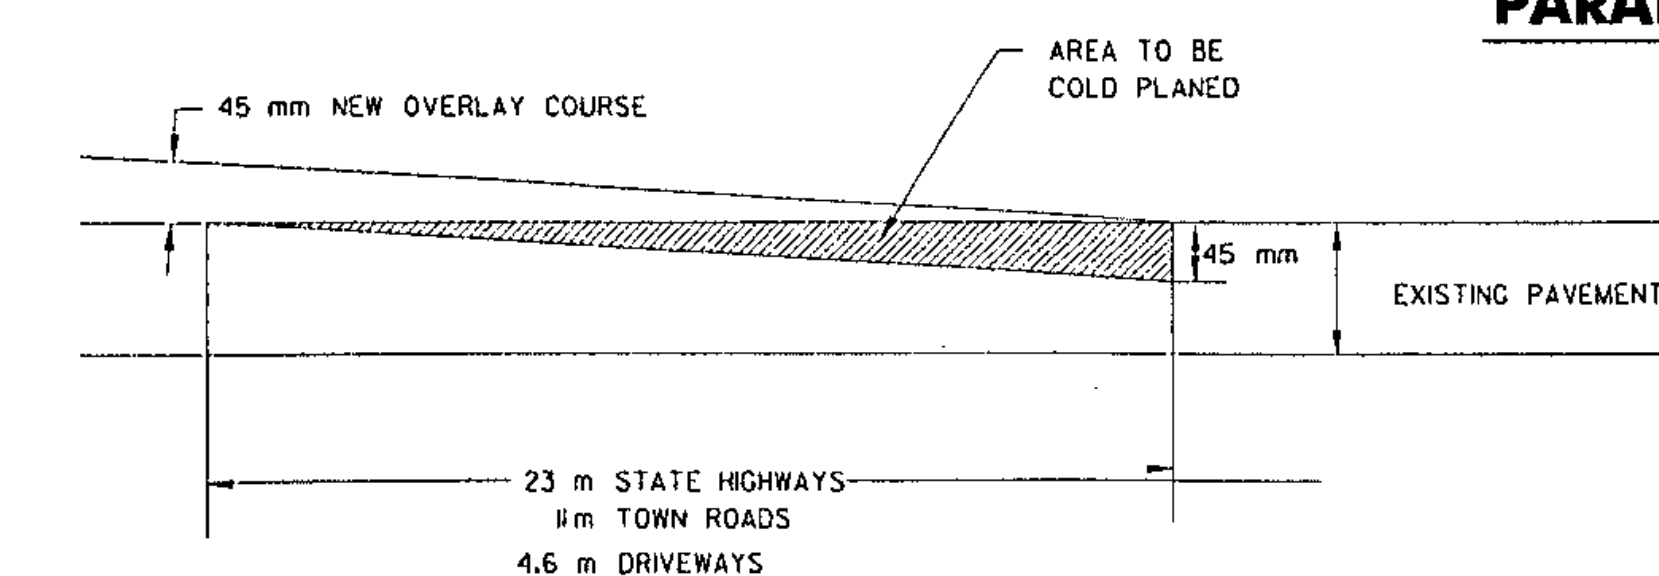 PARA
45 mm NEW OVERLAY COURSE
AREA TO BE
COLD PLANED
45 mm
EXISTING PAVEMENT
23 m STATE HIGHWAYS
11m TOWN ROADS
4.6 m DRIVEWAYS